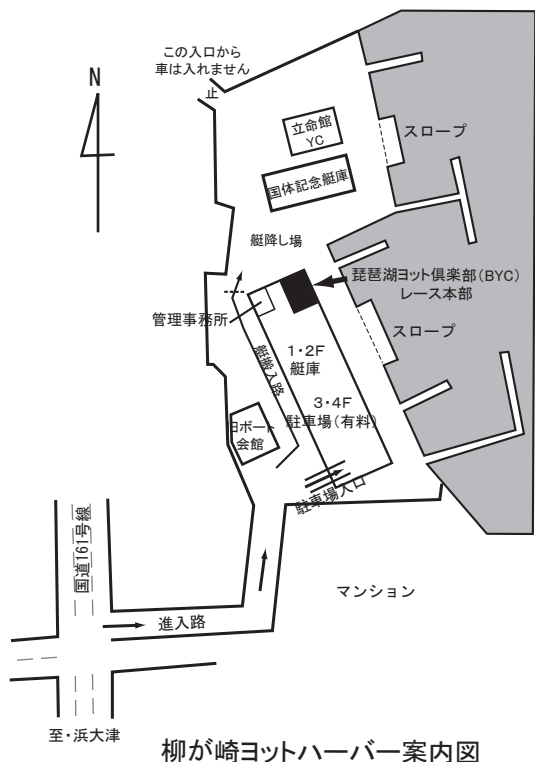 この入口から
車は入れません
止
N
立命館
YC
スロープ
国体記念艇庫
艇降し場
琵琶湖ヨット倶楽部(BYC)
レース本部
管理事務所
スロープ
1・2F
艇庫
艇搬入路
3・4F
駐車場(有料)
旧ボート
会館
駐車場入口
国道161号線
マンション
進入路
至・浜大津
柳が崎ヨットハーバー案内図